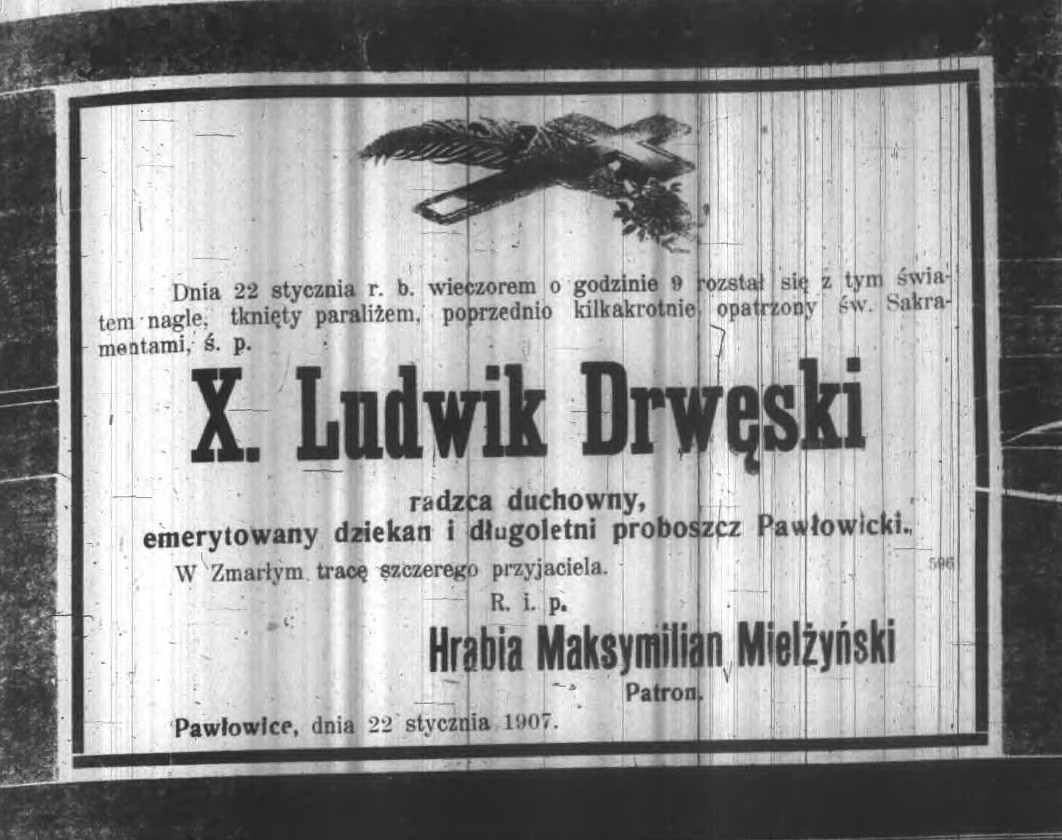 Dnia 22 stycznia r. b. wieczorem o godzinie 9 rozstał się z tym świa-
tem nagle, tknięty paraliżem, poprzednio kilkakrotnie opatrzony św. Sakra-
mentami, ś. p.
X. Ludwik Drwęski
radzca duchowny,
emerytowany dziekan i długoletni proboszcz Pawłowicki.
W Zmarłym tracę szczerego przyjaciela.
596
R. i. p.
Hrabia Maksymilian Mielżyński
Patron.
Pawłowice, dnia 22 stycznia 1907.